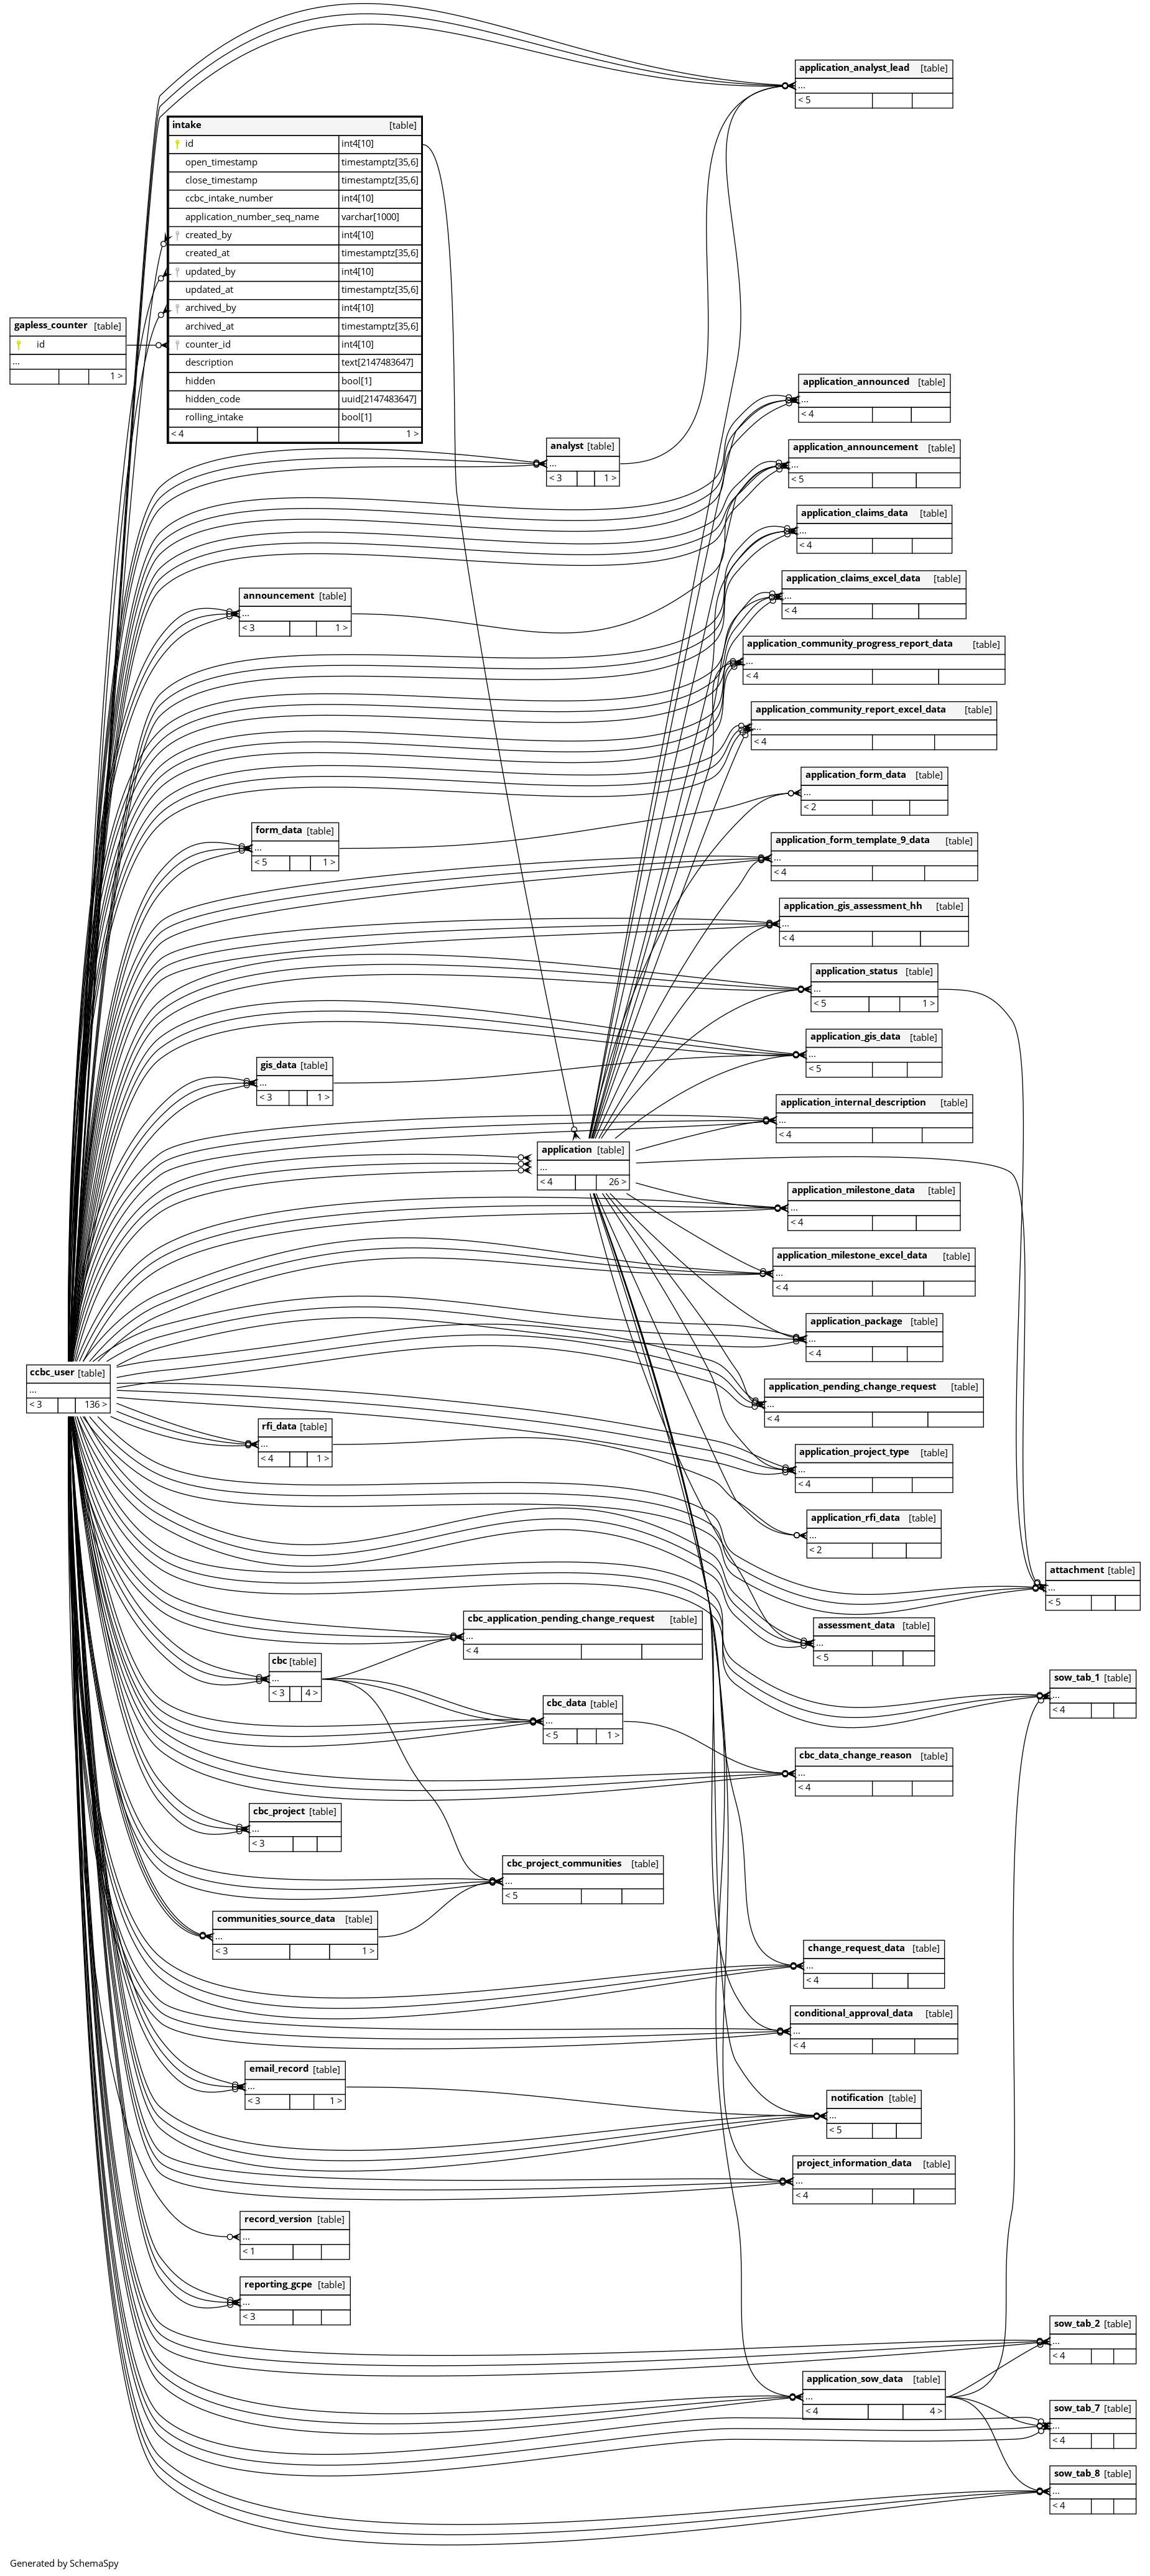 application_analyst_lead [table]
...
< 5
intake [table]
id int4[10]
open_timestamp timestamptz[35,6]
close_timestamp timestamptz[35,6]
ccbc_intake_number int4[10]
application_number_seq_name varchar[1000]
created_by int4[10]
created_at timestamptz[35,6]
updated_by int4[10]
updated_at timestamptz[35,6]
archived_by int4[10]
archived_at timestamptz[35,6]
counter_id int4[10]
description text[2147483647]
hidden bool[1]
hidden_code uuid[2147483647]
rolling_intake bool[1]
< 4 1 >
gapless_counter [table]
id
...
1 >
application_announced [table]
...
< 4
analyst [table]
...
< 3 1 >
application_announcement [table]
...
< 5
application_claims_data [table]
...
< 4
application_claims_excel_data [table]
...
< 4
announcement [table]
...
< 3 1 >
application_community_progress_report_data [table]
...
< 4
application_community_report_excel_data [table]
...
< 4
application_form_data [table]
...
< 2
form_data [table]
...
< 5 1 >
application_form_template_9_data [table]
...
< 4
application_gis_assessment_hh [table]
...
< 4
application_status [table]
...
< 5 1 >
application_gis_data [table]
...
< 5
gis_data [table]
...
< 3 1 >
application_internal_description [table]
...
< 4
application [table]
...
< 4 26 >
application_milestone_data [table]
...
< 4
application_milestone_excel_data [table]
...
< 4
application_package [table]
...
< 4
ccbc_user [table]
...
< 3 136 >
application_pending_change_request [table]
...
< 4
rfi_data [table]
...
< 4 1 >
application_project_type [table]
...
< 4
application_rfi_data [table]
...
< 2
attachment [table]
...
< 5
cbc_application_pending_change_request [table]
...
< 4
assessment_data [table]
...
< 5
cbc [table]
...
< 3 4 >
sow_tab_1 [table]
...
< 4
cbc_data [table]
...
< 5 1 >
cbc_data_change_reason [table]
...
< 4
cbc_project [table]
...
< 3
cbc_project_communities [table]
...
< 5
communities_source_data [table]
...
< 3 1 >
change_request_data [table]
...
< 4
conditional_approval_data [table]
...
< 4
email_record [table]
...
< 3 1 >
notification [table]
...
< 5
project_information_data [table]
...
< 4
record_version [table]
...
< 1
reporting_gcpe [table]
...
< 3
sow_tab_2 [table]
...
< 4
application_sow_data [table]
...
< 4 4 >
sow_tab_7 [table]
...
< 4
sow_tab_8 [table]
...
< 4
Generated by SchemaSpy